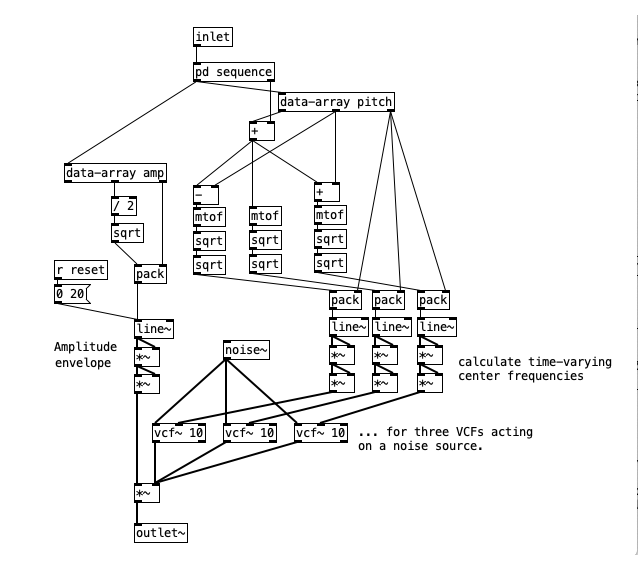 inlet
pd sequence
data-array pitch
+
data-array amp
- +
/ 2
mtof mtof mtof
sqrt sqrt sqrt sqrt
sqrt sqrt sqrt
r reset pack
0 20
pack pack pack
line~ line~ line~ line~
Amplitude
envelope
*~ noise~ *~ *~ *~
*~ *~ *~ *~
calculate time-varying
center frequencies
vcf~ 10 vcf~ 10 vcf~ 10
... for three VCFs acting
on a noise source.
*~
outlet~